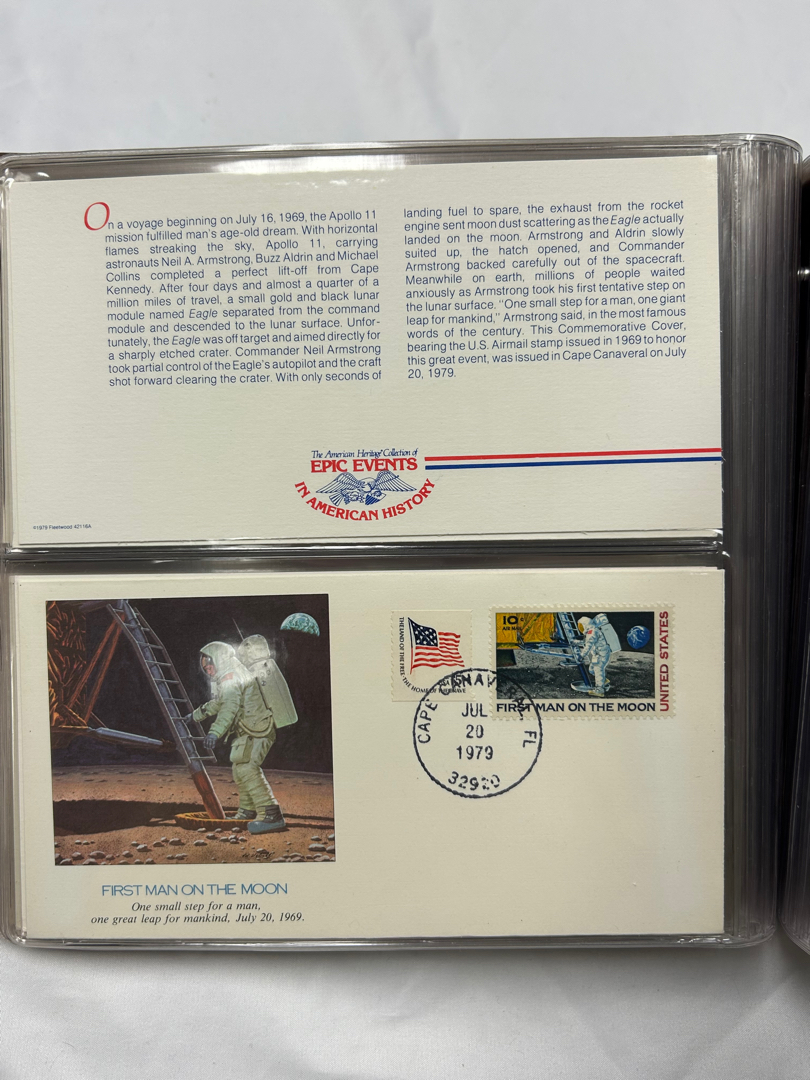 On a voyage beginning on July 16, 1969, the Apollo 11
mission fulfilled man's age-old dream. With horizontal
flames streaking the sky, Apollo 11, carrying
astronauts Neil A. Armstrong, Buzz Aldrin and Michael
Collins completed a perfect lift-off from Cape
Kennedy. After four days and almost a quarter of a
million miles of travel, a small gold and black lunar
module named Eagle separated from the command
module and descended to the lunar surface. Unfor-
tunately, the Eagle was off target and aimed directly for
a sharply etched crater. Commander Neil Armstrong
took partial control of the Eagle's autopilot and the craft
shot forward clearing the crater. With only seconds of
landing fuel to spare, the exhaust from the rocket
engine sent moon dust scattering as the Eagle actually
landed on the moon. Armstrong and Aldrin slowly
suited up, the hatch opened, and Commander
Armstrong backed carefully out of the spacecraft.
Meanwhile on earth, millions of people waited
anxiously as Armstrong took his first tentative step on
the lunar surface. "One small step for a man, one giant
leap for mankind," Armstrong said, in the most famous
words of the century. This Commemorative Cover,
bearing the U.S. Airmail stamp issued in 1969 to honor
this great event, was issued in Cape Canaveral on July
20, 1979.
The American Heritage Collection of
EPIC EVENTS
IN AMERICAN HISTORY
©1979 Fleetwood 42118A
THE LAND OF THE FREE · THE HOME OF THE BRAVE
10c
AIR MAIL
UNITED STATES
FIRST MAN ON THE MOON
CAPE CANAVERAL, FL
JUL
20
1979
32920
FIRST MAN ON THE MOON
One small step for a man,
one great leap for mankind, July 20, 1969.